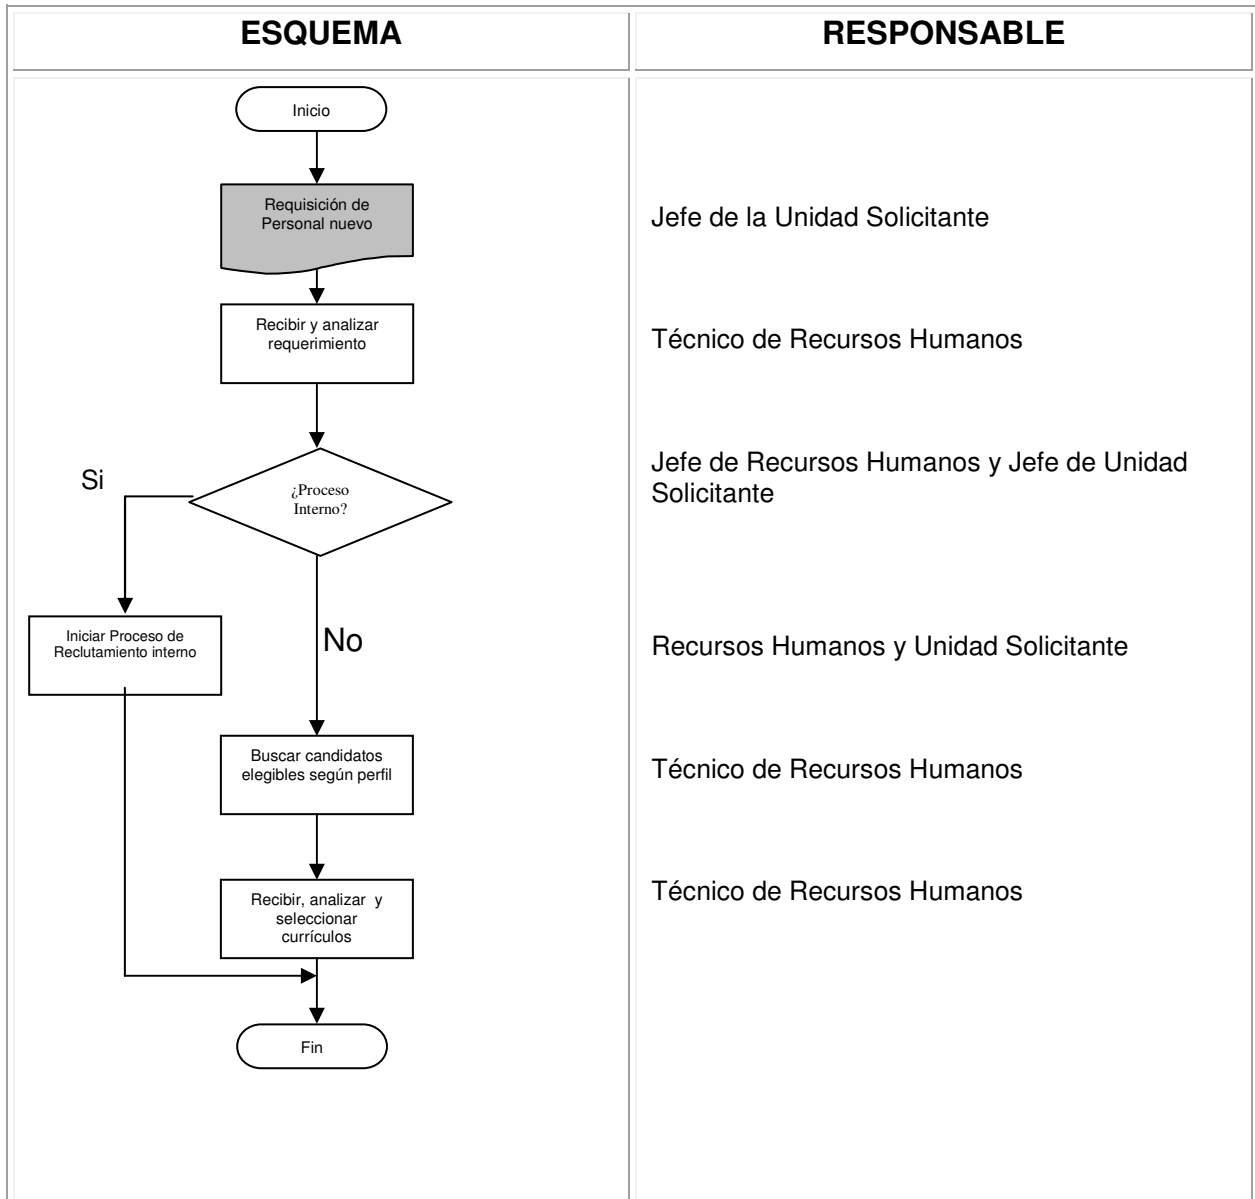 ESQUEMA
RESPONSABLE
Inicio
Requisición de
Personal nuevo
Jefe de la Unidad Solicitante
Recibir y analizar
requerimiento
Técnico de Recursos Humanos
Si
¿Proceso
Interno?
Jefe de Recursos Humanos y Jefe de Unidad
Solicitante
Iniciar Proceso de
Reclutamiento interno
No
Recursos Humanos y Unidad Solicitante
Buscar candidatos
elegibles según perfil
Técnico de Recursos Humanos
Recibir, analizar y
seleccionar
currículos
Técnico de Recursos Humanos
Fin